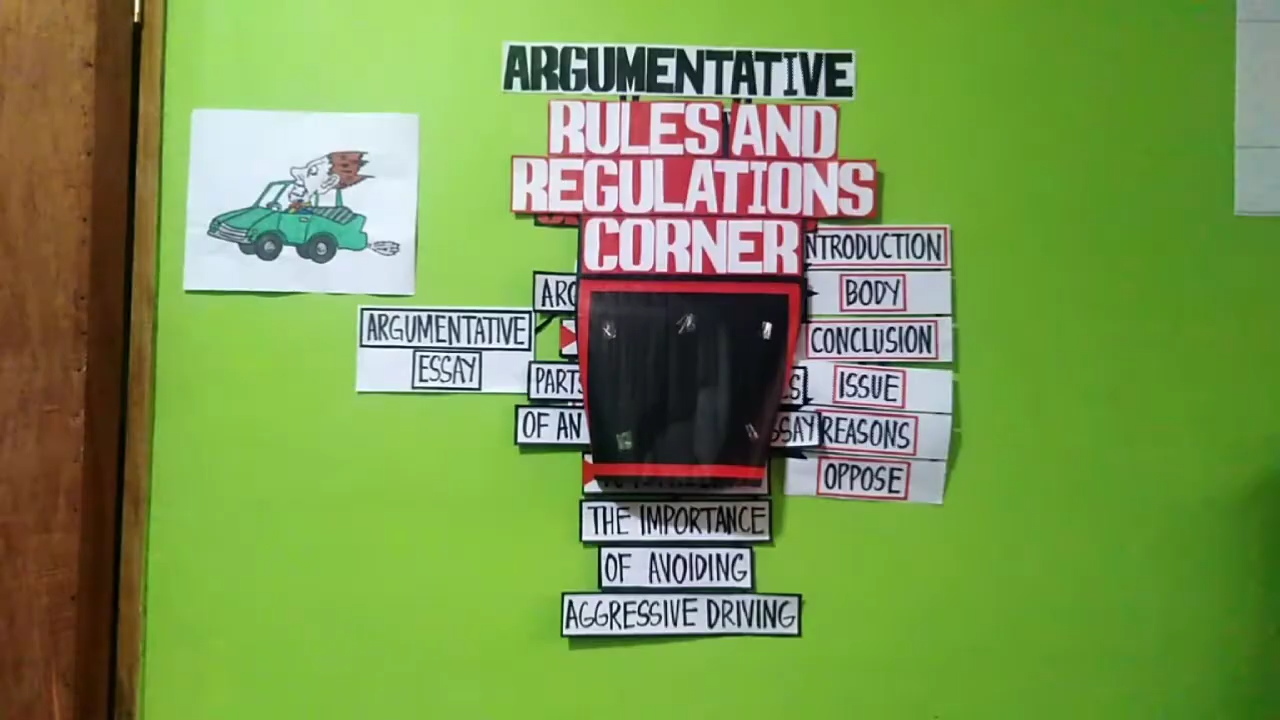 ARGUMENTATIVE
RULES AND
REGULATIONS
CORNER
ARGUMENTATIVE
ESSAY
PARTS
OF AN
NTRODUCTION
BODY
CONCLUSION
ISSUE
REASONS
OPPOSE
THE IMPORTANCE
OF AVOIDING
AGGRESSIVE DRIVING